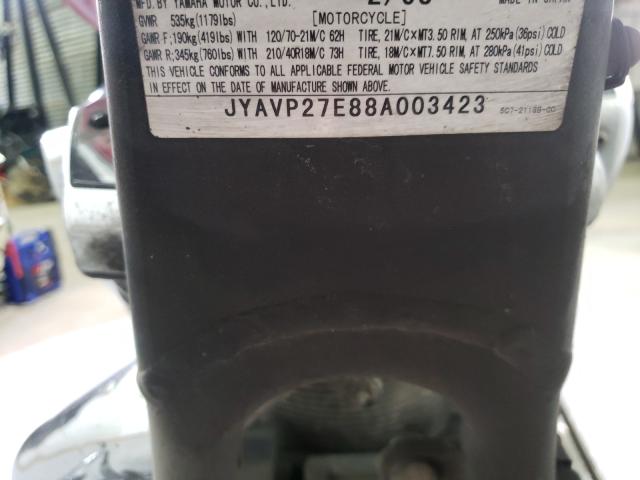 MFD. BY YAMAHA MOTOR CO., LTD.
GVWR 535kg(1179lbs) [MOTORCYCLE]
GAWR F;190kg(419lbs) WITH 120/70-21M/C 62H TIRE, 21M/C×MT3.50 RIM, AT 250kPa(36psi) COLD
GAWR R;345kg(760lbs) WITH 210/40R18M/C 73H TIRE, 18M/C×MT7.50 RIM, AT 280kPa(41psi) COLD
THIS VEHICLE CONFORMS TO ALL APPLICABLE FEDERAL MOTOR VEHICLE SAFETY STANDARDS
IN EFFECT ON THE DATE OF MANUFACTURE SHOWN ABOVE.
JYAVP27E88A003423
5C7-2118B-00